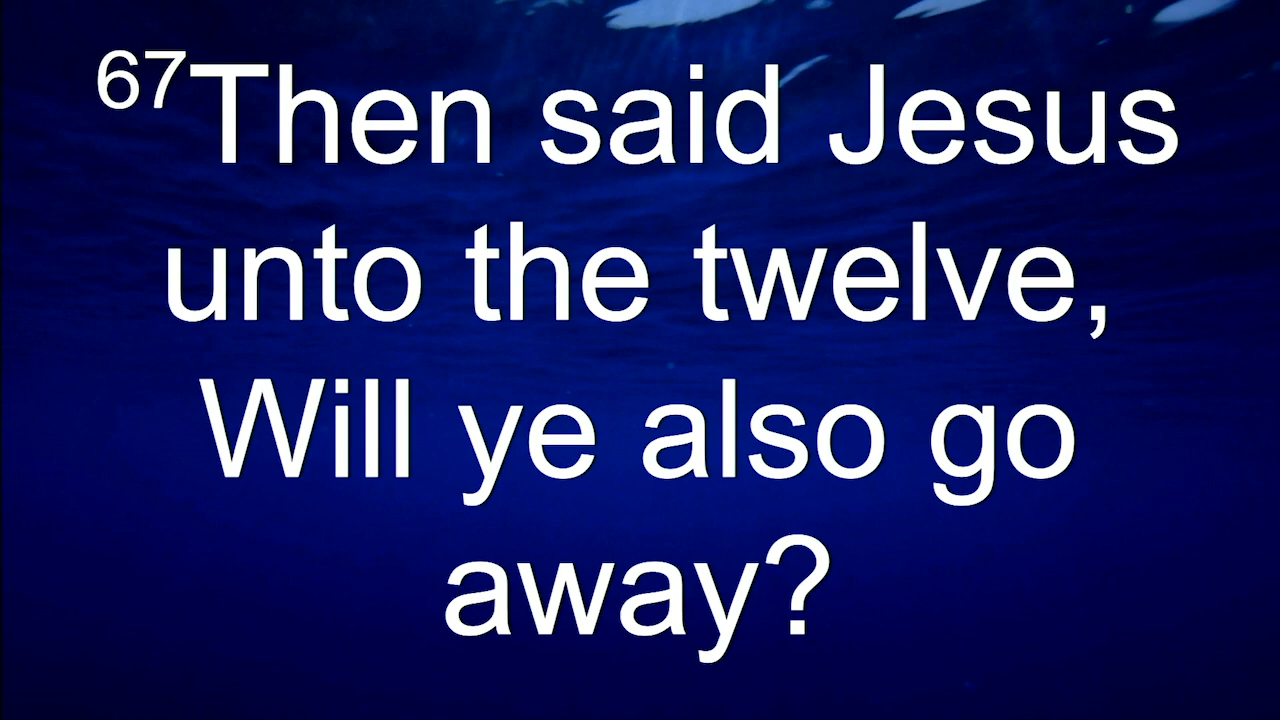 67Then said Jesus
unto the twelve,
Will ye also go
away?